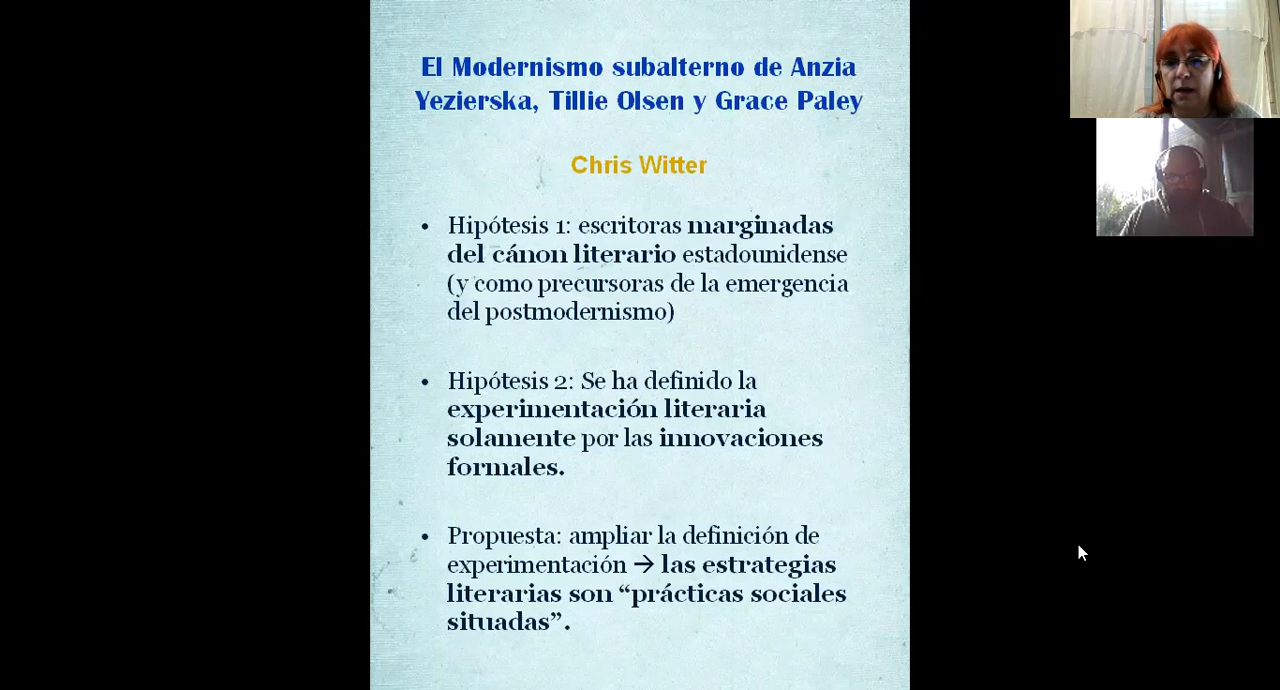 El Modernismo subalterno de Anzia
Yezierska, Tillie Olsen y Grace Paley
Chris Witter
• Hipótesis 1: escritoras marginadas
del cánon literario estadounidense
(y como precursoras de la emergencia
del postmodernismo)
• Hipótesis 2: Se ha definido la
experimentación literaria
solamente por las innovaciones
formales.
• Propuesta: ampliar la definición de
experimentación → las estrategias
literarias son “prácticas sociales
situadas”.